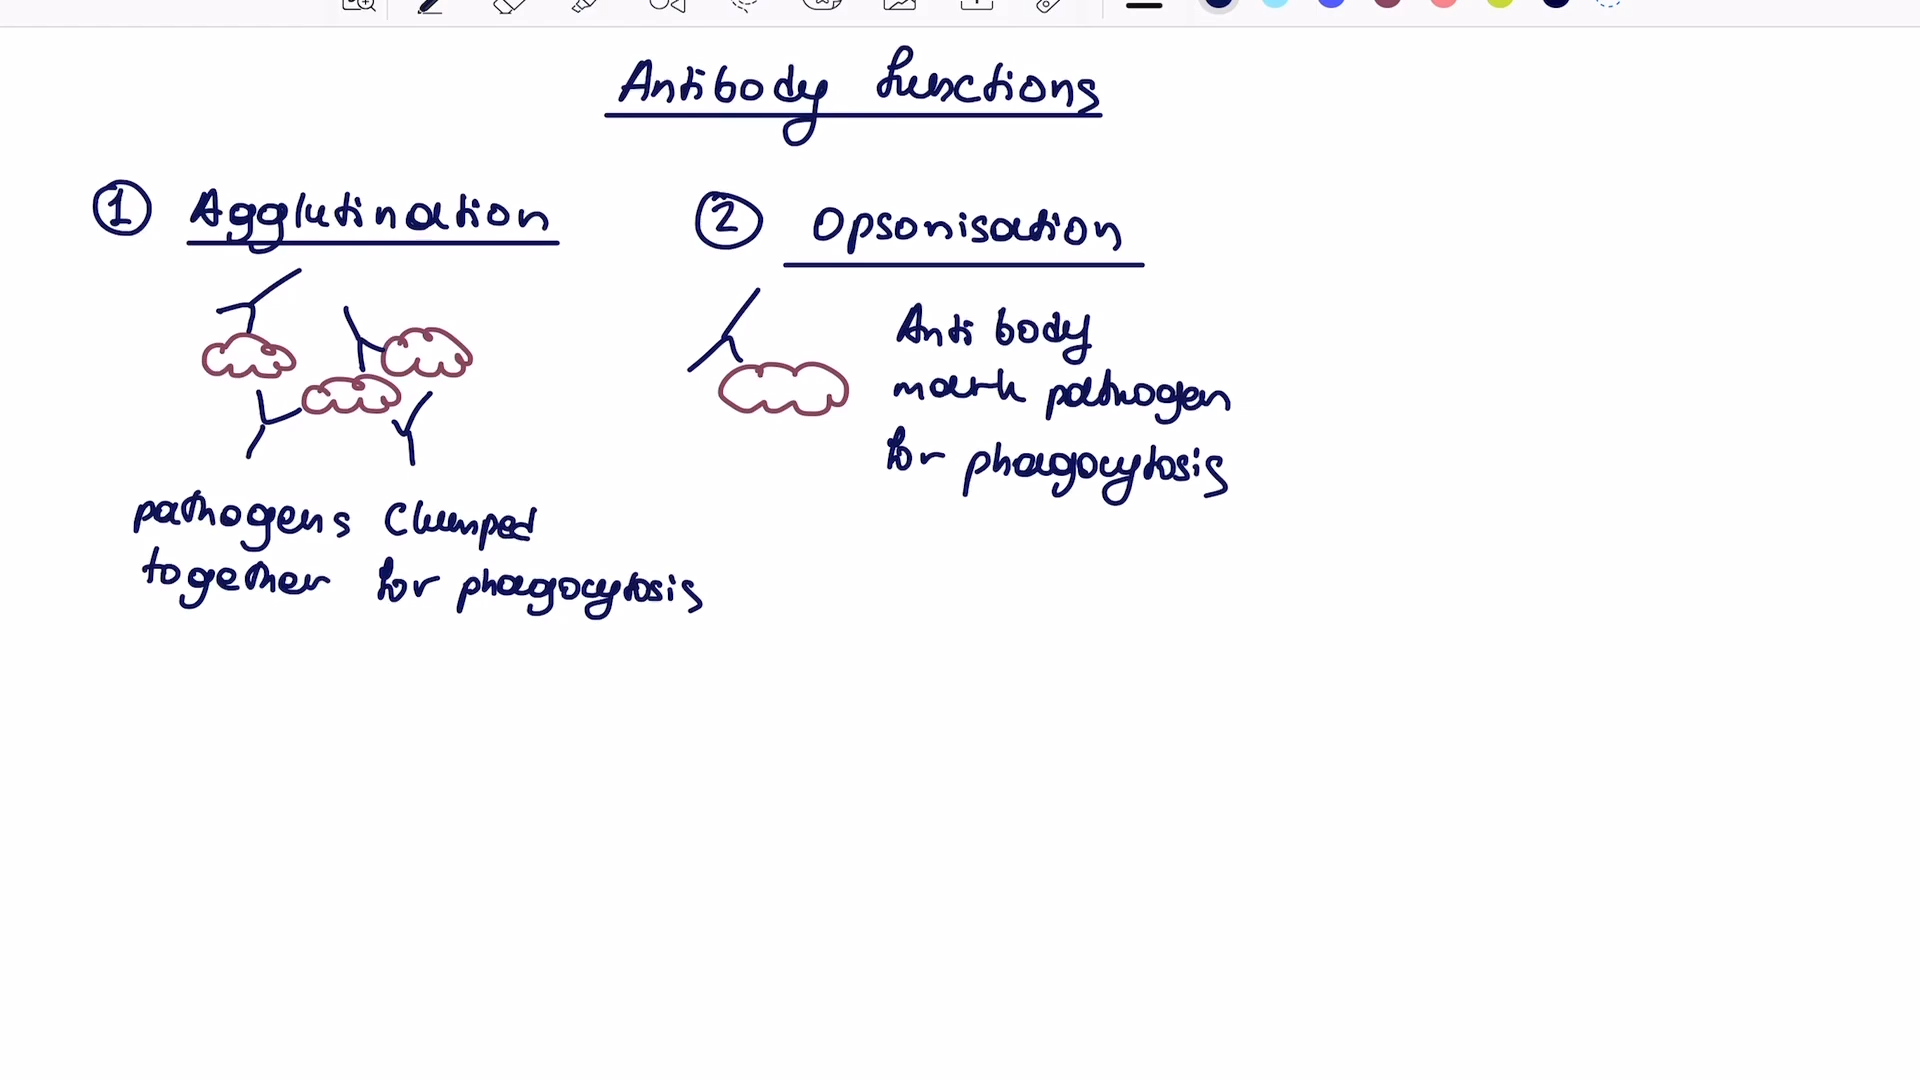 Antibody functions
① Agglutination
pathogens clumped
together for phagocytosis
② Opsonisation
Anti body
mark pathogen
for phagocytosis